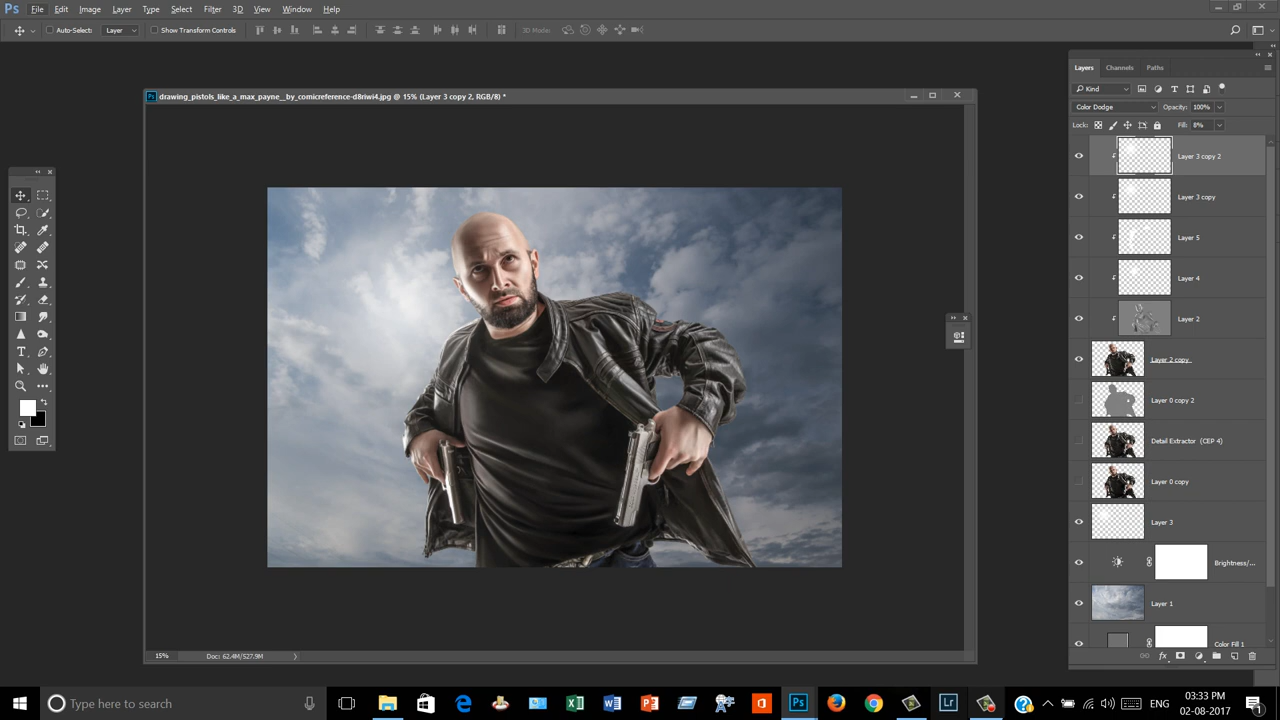 Ps File Edit Image Layer Type Select Filter 3D View Window Help
Auto-Select: Layer Show Transform Controls 3D Mode:
Layers Channels Paths
Kind
Color Dodge Opacity: 100%
Lock: Fill: 8%
drawing_pistols_like_a_max_payne__by_comicreference-d8riwi4.jpg @ 15% (Layer 3 copy 2, RGB/8) *
Layer 3 copy 2
Layer 3 copy
Layer 5
Layer 4
Layer 2
Layer 2 copy
Layer 0 copy 2
Detail Extractor (CEP 4)
Layer 0 copy
Layer 3
Brightness/...
Layer 1
Color Fill 1
15% Doc: 62.4M/527.9M
Type here to search
Ps
Lr
ENG
03:33 PM
02-08-2017